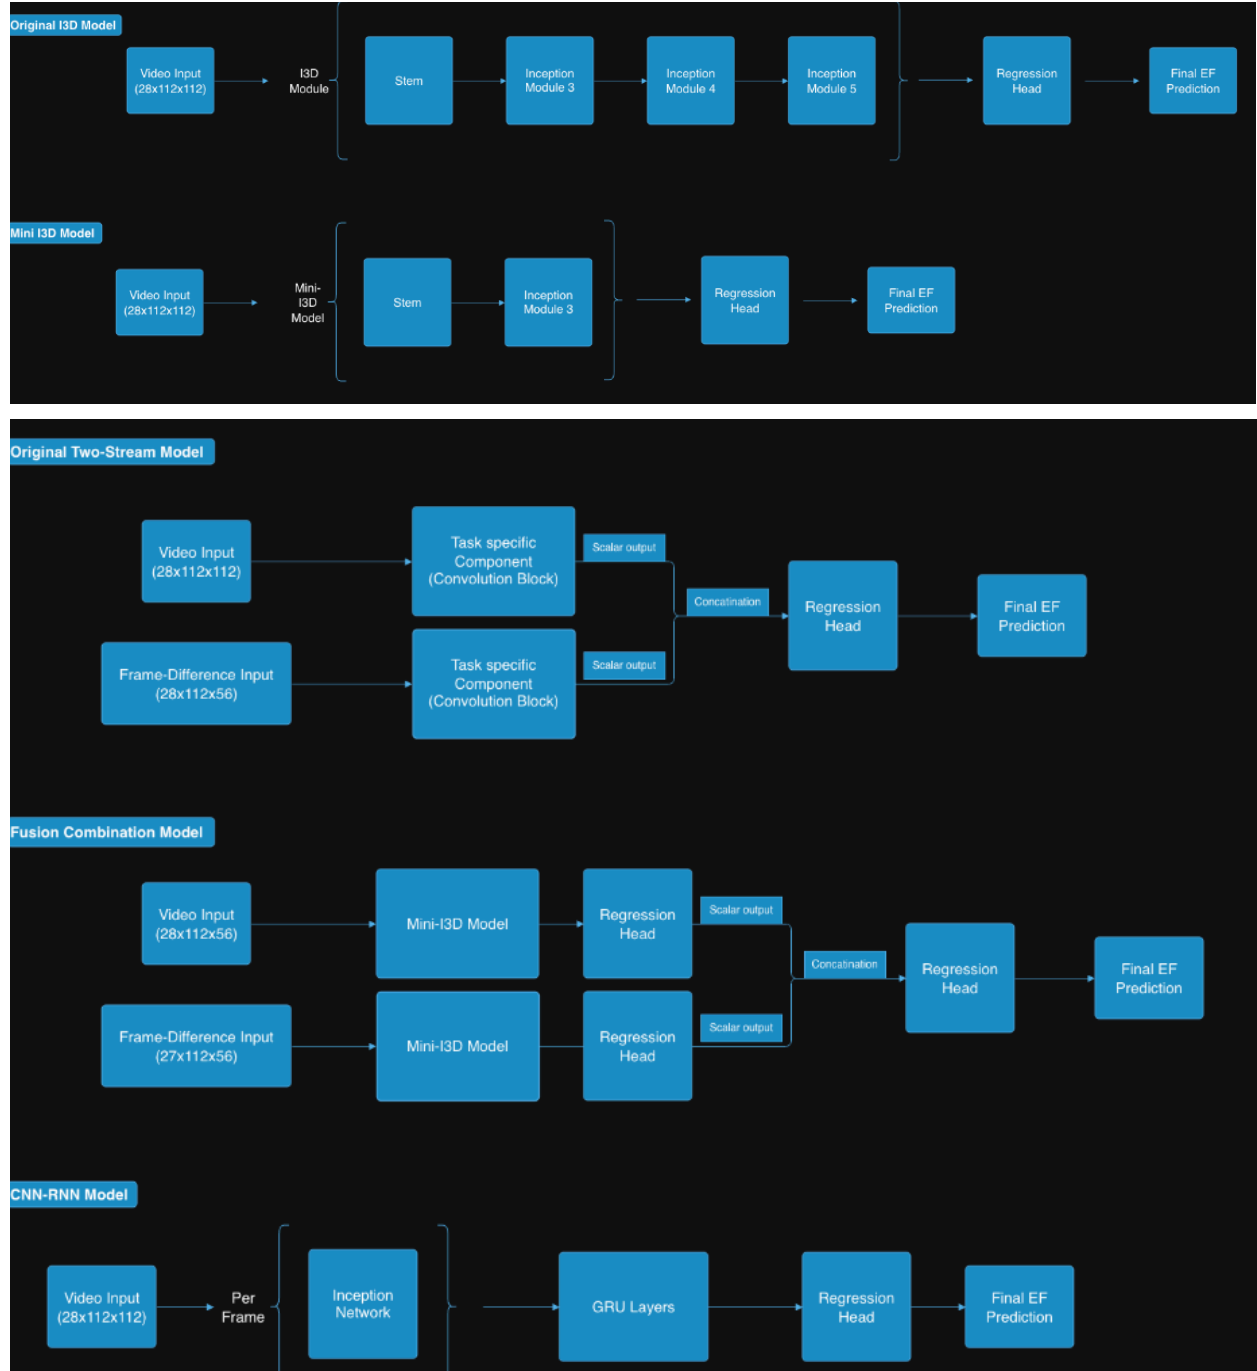 Original I3D Model
Video Input
(28x112x112)
I3D
Module
Stem
Inception
Module 3
Inception
Module 4
Inception
Module 5
Regression
Head
Final EF
Prediction
Mini I3D Model
Video Input
(28x112x112)
Mini-
I3D
Model
Stem
Inception
Module 3
Regression
Head
Final EF
Prediction
Original Two-Stream Model
Video Input
(28x112x112)
Task specific
Component
(Convolution Block)
Scalar output
Frame-Difference Input
(28x112x56)
Task specific
Component
(Convolution Block)
Scalar output
Concatination
Regression
Head
Final EF
Prediction
Fusion Combination Model
Video Input
(28x112x56)
Mini-I3D Model
Regression
Head
Scalar output
Frame-Difference Input
(27x112x56)
Mini-I3D Model
Regression
Head
Scalar output
Concatination
Regression
Head
Final EF
Prediction
CNN-RNN Model
Video Input
(28x112x112)
Per
Frame
Inception
Network
GRU Layers
Regression
Head
Final EF
Prediction